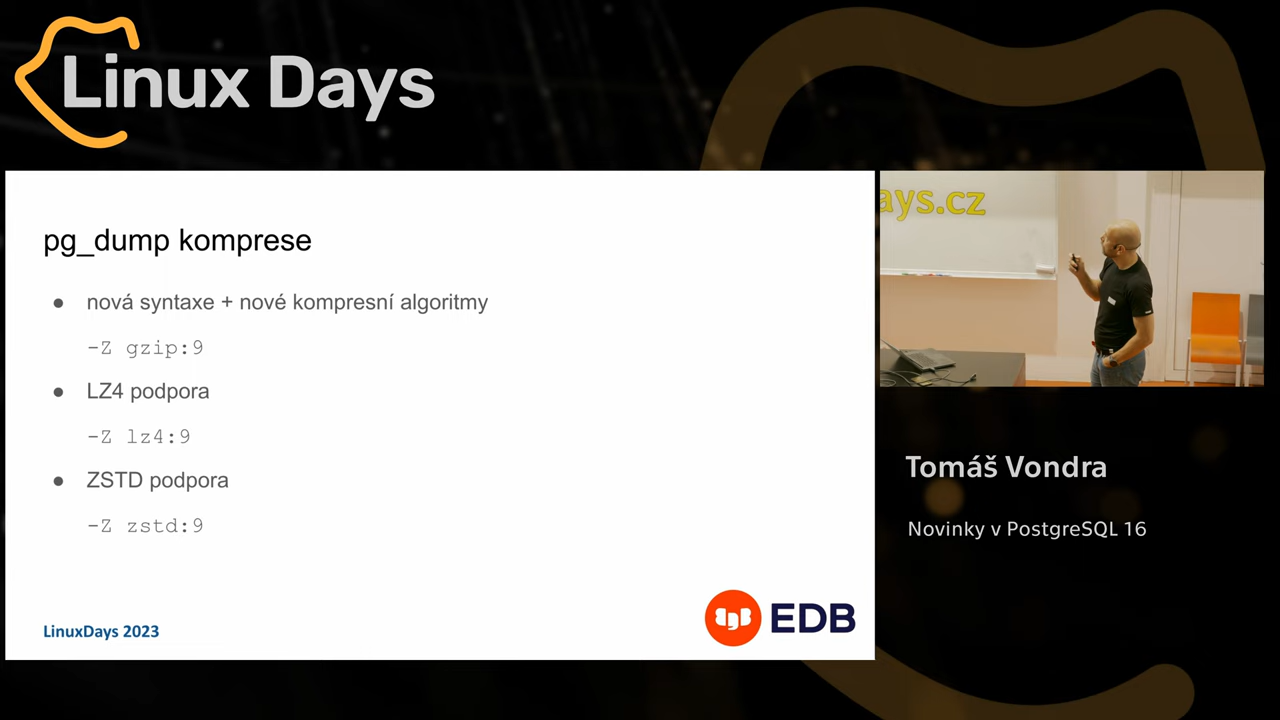 Linux Days
pg_dump komprese
● nová syntaxe + nové kompresní algoritmy
-Z gzip:9
● LZ4 podpora
-Z lz4:9
● ZSTD podpora
-Z zstd:9
LinuxDays 2023
EDB
ays.cz
Tomáš Vondra
Novinky v PostgreSQL 16